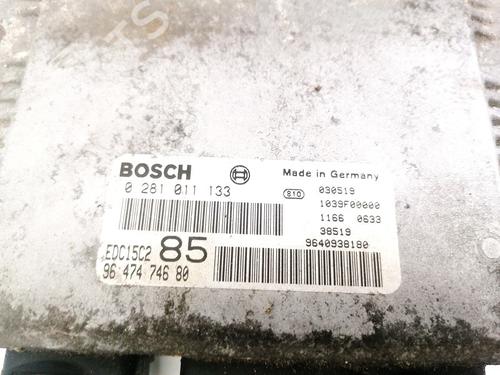 BOSCH
Made in Germany
0 281 011 133
S10
030519
1039F00000
1166 0633
38519
9640938180
EDC15C2 85
96 474 746 80